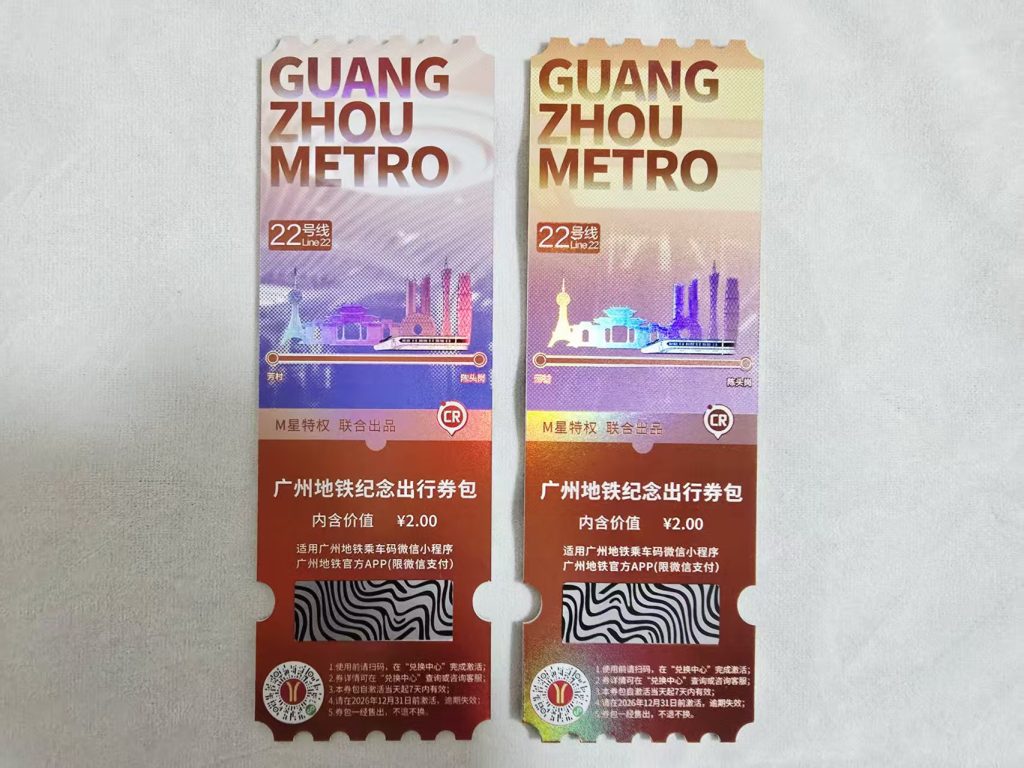 GUANG
ZHOU
METRO
22号线
Line 22
芳村
陈头岗
M星特权 联合出品
CR
广州地铁纪念出行券包
内含价值 ¥2.00
适用广州地铁乘车码微信小程序
广州地铁官方APP(限微信支付)
1.使用前请扫码，在“兑换中心”完成激活；
2.券详情可在“兑换中心”查询或咨询客服；
3.本券包自激活当天起7天内有效；
4.请在2026年12月31日前激活，逾期失效；
5.券包一经售出，不退不换。
GUANG
ZHOU
METRO
22号线
Line 22
芳村
陈头岗
M星特权 联合出品
CR
广州地铁纪念出行券包
内含价值 ¥2.00
适用广州地铁乘车码微信小程序
广州地铁官方APP(限微信支付)
1.使用前请扫码，在“兑换中心”完成激活；
2.券详情可在“兑换中心”查询或咨询客服；
3.本券包自激活当天起7天内有效；
4.请在2026年12月31日前激活，逾期失效；
5.券包一经售出，不退不换。